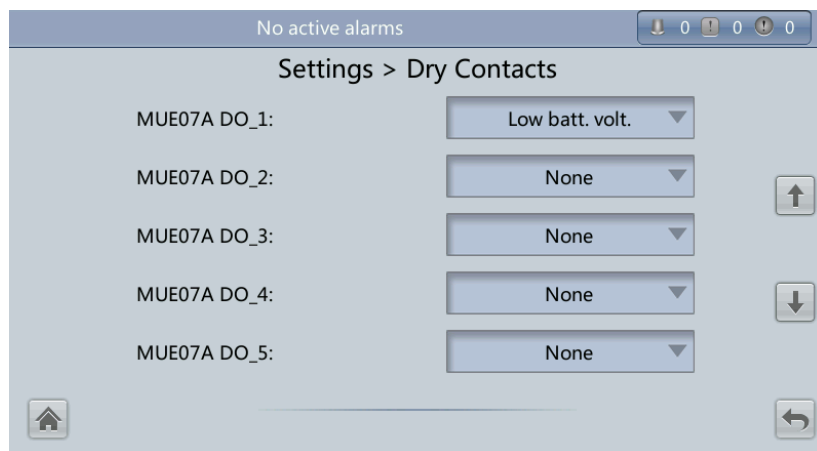 No active alarms 0 0 0
Settings > Dry Contacts
MUE07A DO_1: Low batt. volt.
MUE07A DO_2: None
MUE07A DO_3: None
MUE07A DO_4: None
MUE07A DO_5: None